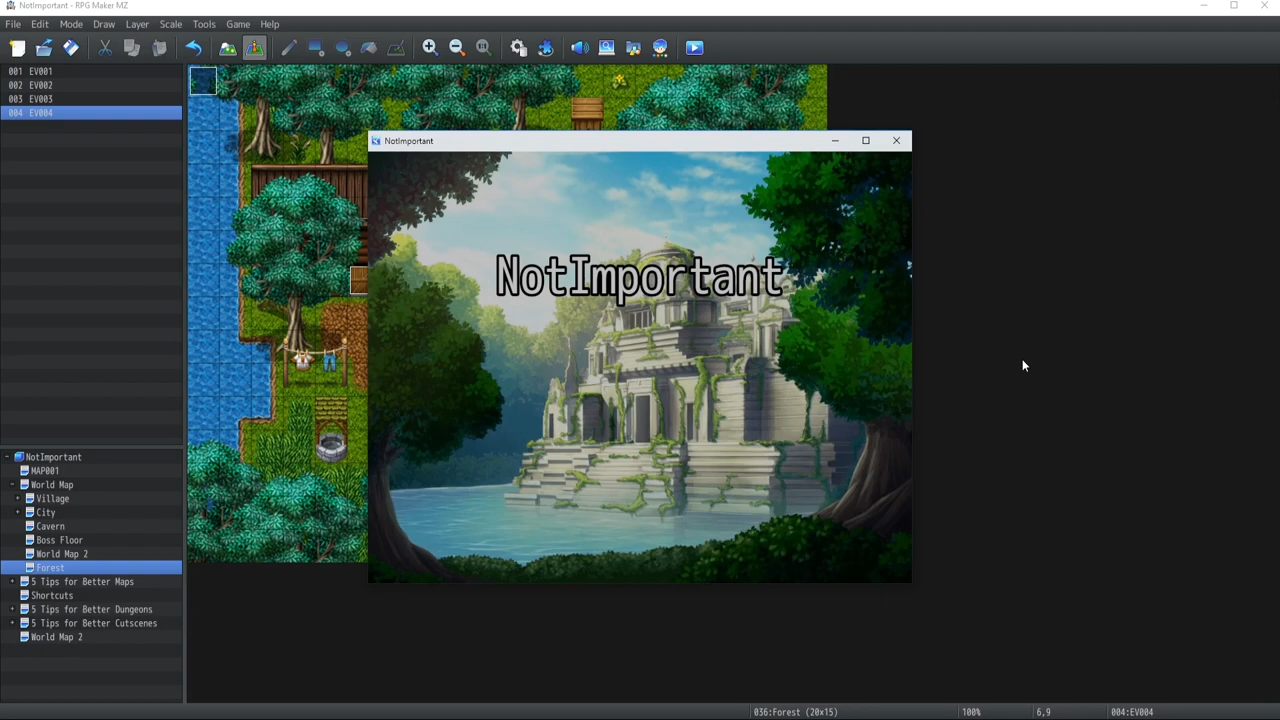 NotImportant - RPG Maker MZ
File Edit Mode Draw Layer Scale Tools Game Help
001 EV001
002 EV002
003 EV003
004 EV004
NotImportant
NotImportant
NotImportant
MAP001
World Map
Village
City
Cavern
Boss Floor
World Map 2
Forest
5 Tips for Better Maps
Shortcuts
5 Tips for Better Dungeons
5 Tips for Better Cutscenes
World Map 2
036:Forest (20x15) 100% 6,9 004:EV004